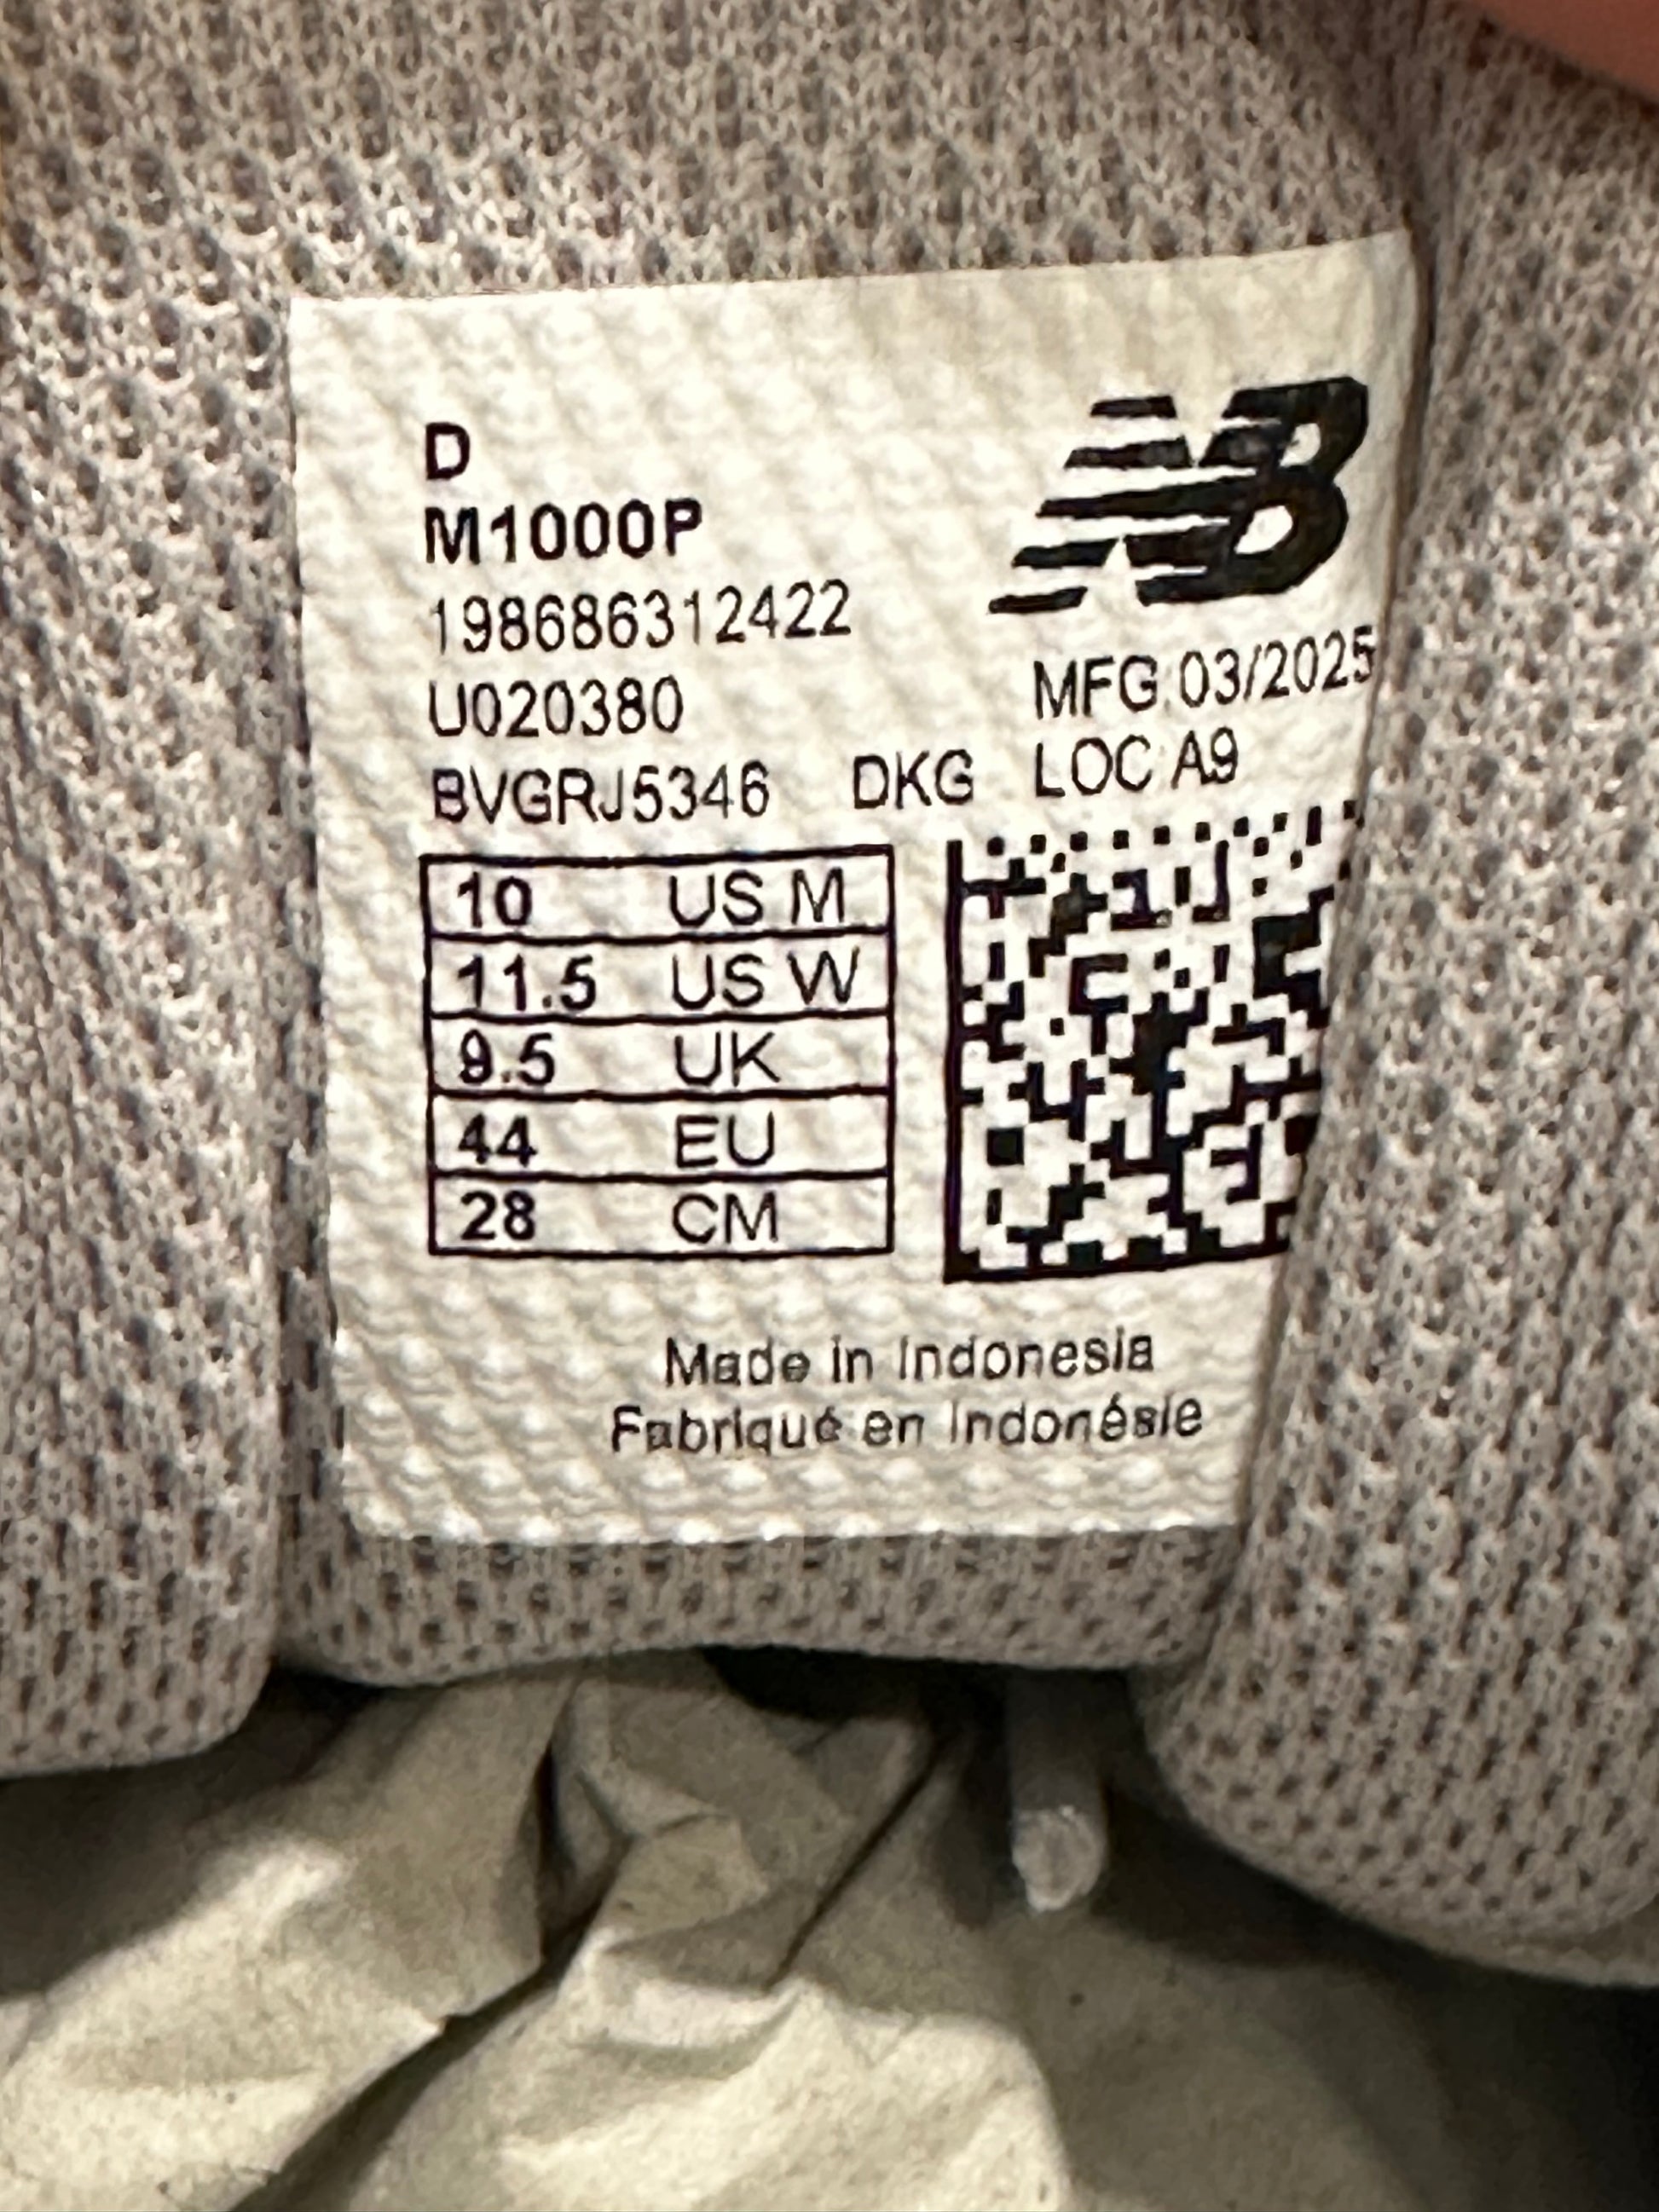 D
M1000P
198686312422
U020380
BVGRJ5346 DKG
NB
MFG 03/2025
LOC A9
10 US M
11.5 US W
9.5 UK
44 EU
28 CM
Made in Indonesia
Fabriqué en Indonésie